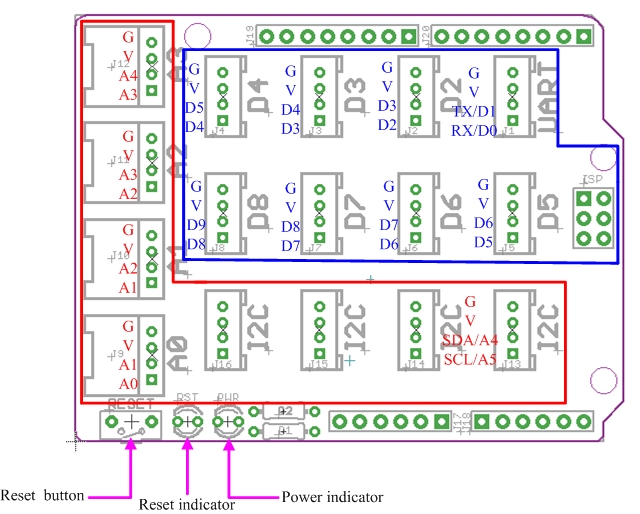 J19
J20
G
V
A4
A3
J12
A3
G
V
D5
D4
J4
D4
G
V
D4
D3
J3
D3
G
V
D3
D2
J2
D2
G
V
TX/D1
RX/D0
J1
UART
G
V
A3
A2
J11
A2
G
V
D9
D8
J8
D8
G
V
D8
D7
J7
D7
G
V
D7
D6
J6
D6
G
V
D6
D5
J5
D5
ISP
G
V
A2
A1
J10
A1
G
V
A1
A0
J9
A0
J16
I2C
J15
I2C
J14
I2C
G
V
SDA/A4
SCL/A5
J13
I2C
RESET
RST
PWR
D2
D1
J17
J18
Reset button
Reset indicator
Power indicator